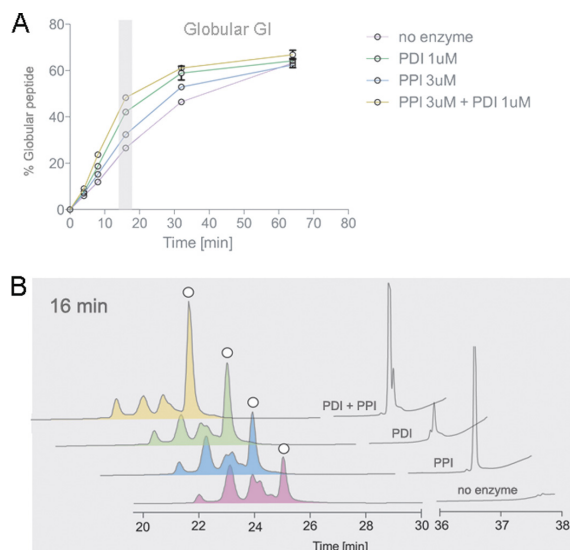 A
Globular GI
no enzyme
PDI 1uM
PPI 3uM
PPI 3uM + PDI 1uM
% Globular peptide
80
60
40
20
0
0 10 20 30 40 50 60 70 80
Time [min]
B
16 min
PDI + PPI
PDI
PPI
no enzyme
20 22 24 26 28 30 36 37 38
Time [min]